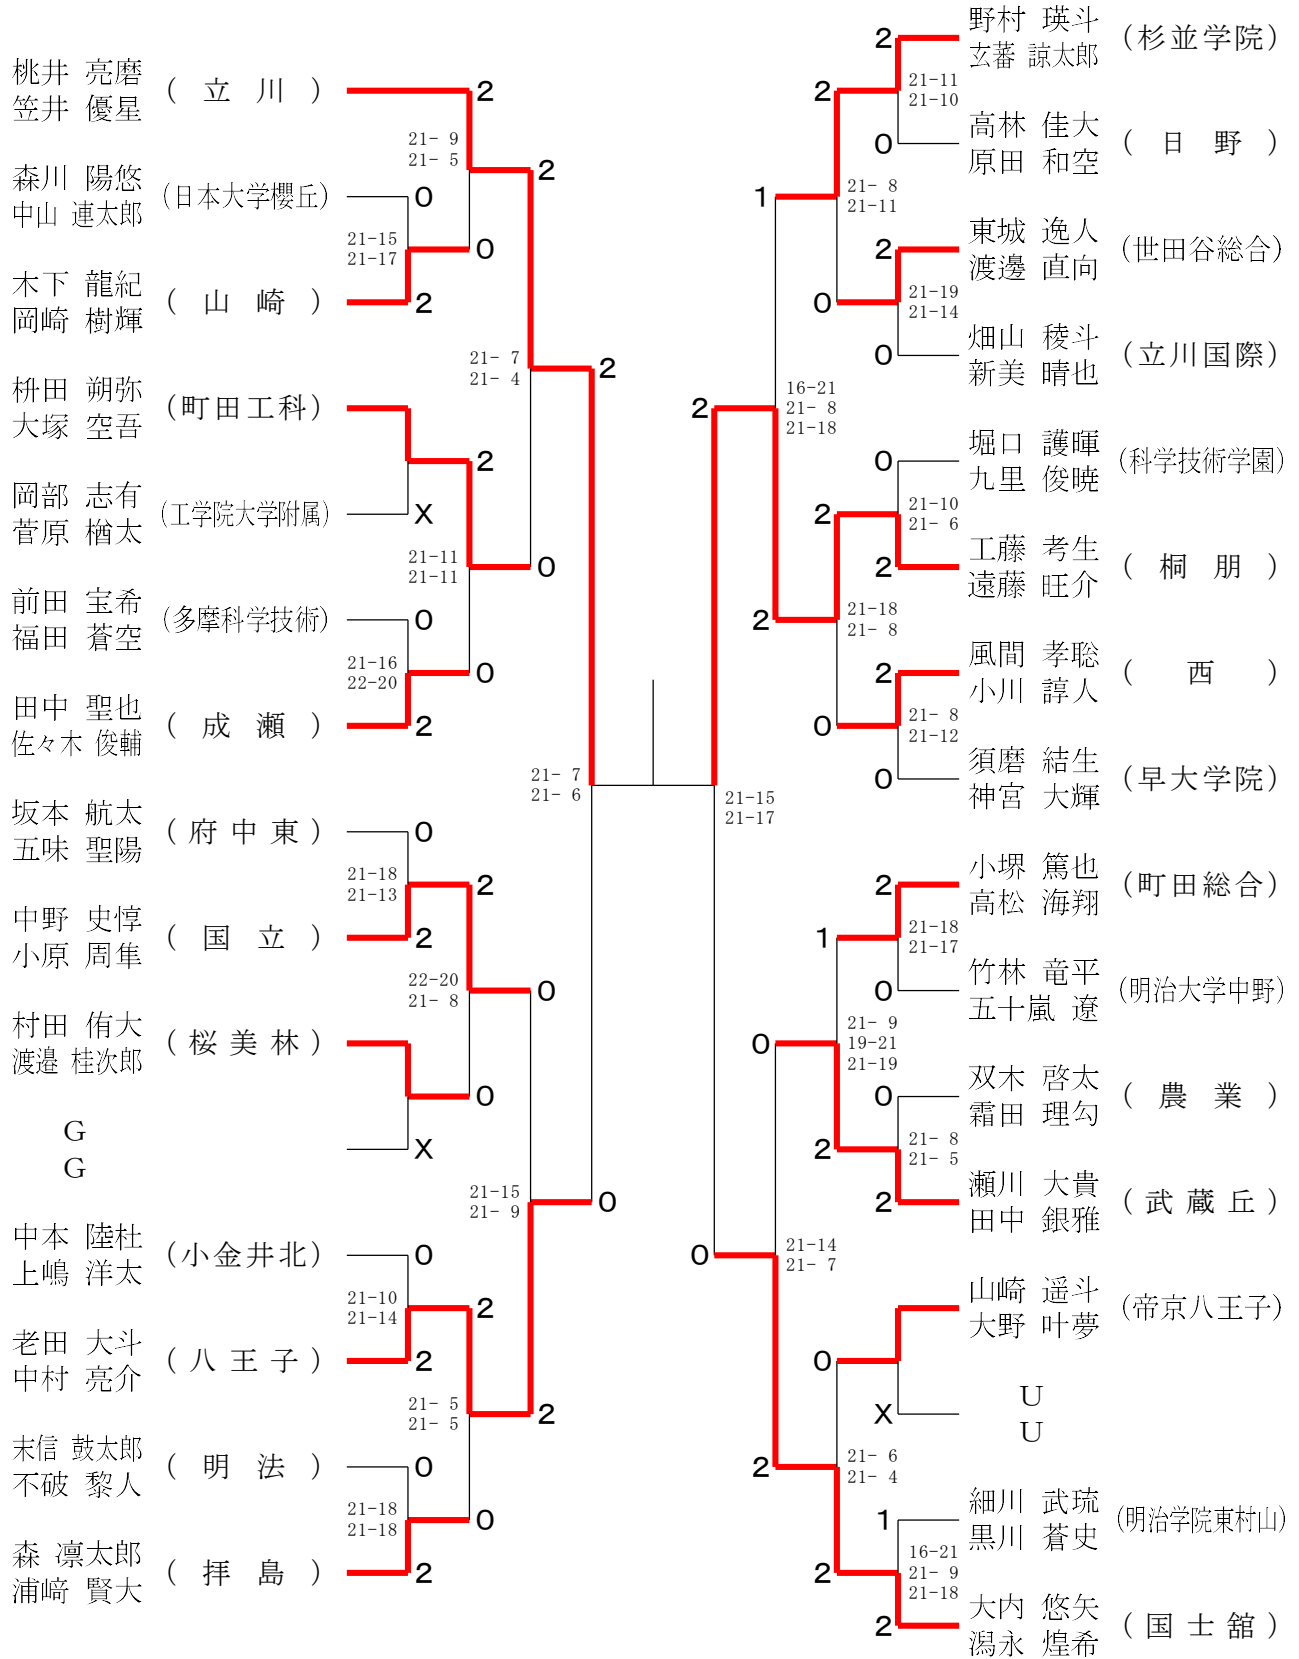 桃井 亮磨
笠井 優星
( 立 川 )
2
21- 9
21- 5
2
森川 陽悠
中山 連太郎
(日本大学櫻丘)
0
21-15
21-17
0
木下 龍紀
岡崎 樹輝
( 山 崎 )
2
21- 7
21- 4
2
枡田 朔弥
大塚 空吾
(町田工科)
2
岡部 志有
菅原 楢太
(工学院大学附属)
X
21-11
21-11
0
前田 宝希
福田 蒼空
(多摩科学技術)
0
21-16
22-20
0
田中 聖也
佐々木 俊輔
( 成 瀬 )
2
21- 7
21- 6
坂本 航太
五味 聖陽
( 府 中 東 )
0
21-18
21-13
2
中野 史惇
小原 周隼
( 国 立 )
2
22-20
21- 8
0
村田 侑大
渡邉 桂次郎
( 桜 美 林 )
0
G
G
X
21-15
21- 9
0
中本 陸杜
上嶋 洋太
(小金井北)
0
21-10
21-14
2
老田 大斗
中村 亮介
( 八 王 子 )
2
21- 5
21- 5
2
末信 鼓太郎
不破 黎人
( 明 法 )
0
21-18
21-18
0
森 凛太郎
浦﨑 賢大
( 拝 島 )
2
野村 瑛斗
玄蕃 諒太郎
(杉並学院)
2
21-11
21-10
2
高林 佳大
原田 和空
( 日 野 )
0
21- 8
21-11
1
東城 逸人
渡邊 直向
(世田谷総合)
2
21-19
21-14
0
畑山 稜斗
新美 晴也
(立川国際)
0
16-21
21- 8
21-18
2
堀口 護暉
九里 俊暁
(科学技術学園)
0
21-10
21- 6
2
工藤 考生
遠藤 旺介
( 桐 朋 )
2
21-18
21- 8
2
風間 孝聡
小川 諄人
( 西 )
2
21- 8
21-12
0
須磨 結生
神宮 大輝
(早大学院)
0
21-15
21-17
小堺 篤也
高松 海翔
(町田総合)
2
21-18
21-17
1
竹林 竜平
五十嵐 遼
(明治大学中野)
0
21- 9
19-21
21-19
0
双木 啓太
霜田 理勾
( 農 業 )
0
21- 8
21- 5
2
瀬川 大貴
田中 銀雅
( 武 蔵 丘 )
2
21-14
21- 7
0
山崎 遥斗
大野 叶夢
(帝京八王子)
0
U
U
X
21- 6
21- 4
2
細川 武琉
黒川 蒼史
(明治学院東村山)
1
16-21
21- 9
21-18
2
大内 悠矢
潟永 煌希
( 国 士 舘 )
2